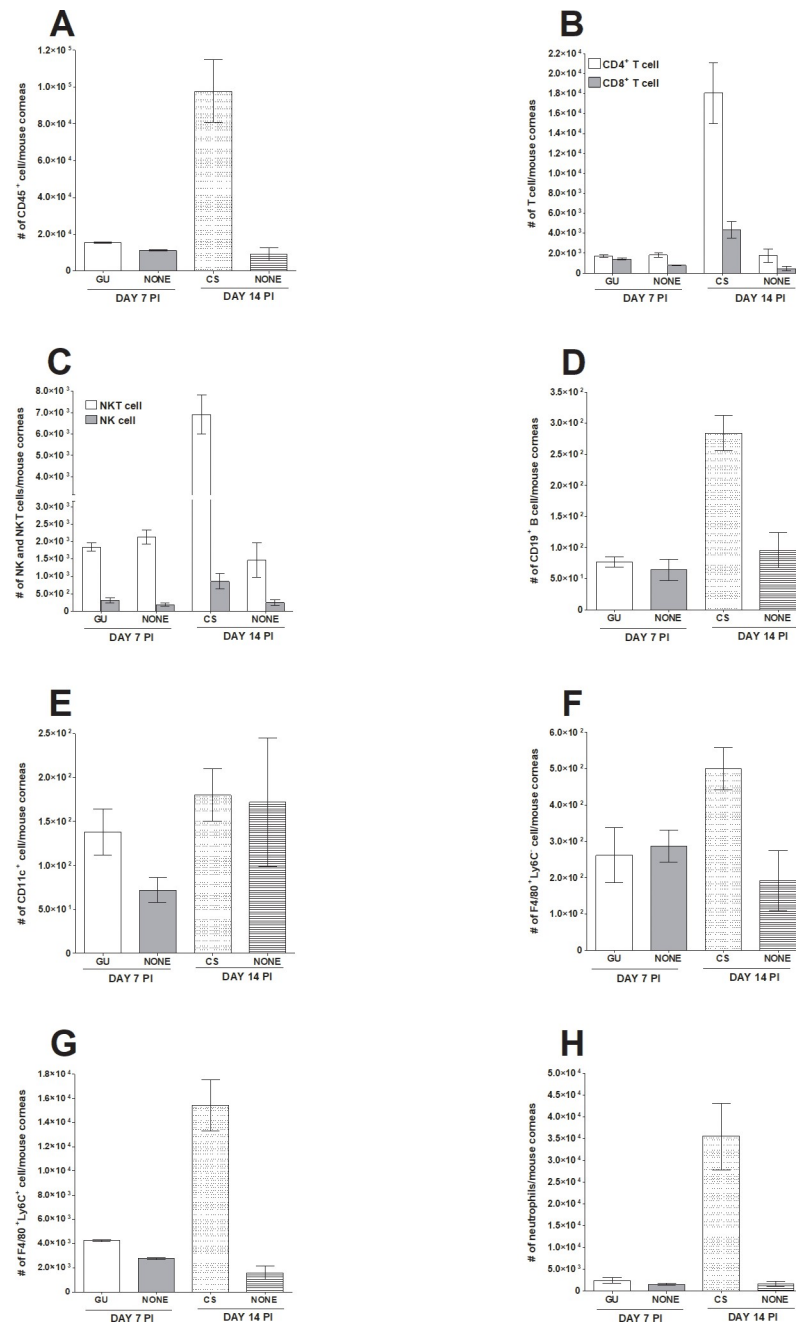 A
# of CD45⁺ cell/mouse corneas
1.2×10⁵
1.0×10⁵
8.0×10⁴
6.0×10⁴
4.0×10⁴
2.0×10⁴
0
GU NONE CS NONE
DAY 7 PI DAY 14 PI
B
# of T cell/mouse corneas
2.2×10⁴
2.0×10⁴
1.8×10⁴
1.6×10⁴
1.4×10⁴
1.2×10⁴
1.0×10⁴
8.0×10³
6.0×10³
4.0×10³
2.0×10³
0
CD4⁺ T cell
CD8⁺ T cell
GU NONE CS NONE
DAY 7 PI DAY 14 PI
C
# of NK and NKT cells/mouse corneas
8.0×10³
7.0×10³
6.0×10³
5.0×10³
4.0×10³
3.0×10³
2.5×10³
2.0×10³
1.5×10³
1.0×10³
5.0×10²
0
NKT cell
NK cell
GU NONE CS NONE
DAY 7 PI DAY 14 PI
D
# of CD19⁺ B cell/mouse corneas
3.5×10²
3.0×10²
2.5×10²
2.0×10²
1.0×10²
5.0×10¹
0
GU NONE CS NONE
DAY 7 PI DAY 14 PI
E
# of CD11c⁺ cell/mouse corneas
2.5×10²
2.0×10²
1.5×10²
1.0×10²
5.0×10¹
0
GU NONE CS NONE
DAY 7 PI DAY 14 PI
F
# of F4/80⁺Ly6C⁻ cell/mouse corneas
6.0×10²
5.0×10²
3.0×10²
2.0×10²
1.0×10²
0
GU NONE CS NONE
DAY 7 PI DAY 14 PI
G
# of F4/80⁺Ly6C⁺ cell/mouse corneas
1.8×10⁴
1.6×10⁴
1.4×10⁴
1.2×10⁴
1.0×10⁴
8.0×10³
6.0×10³
4.0×10³
2.0×10³
0
GU NONE CS NONE
DAY 7 PI DAY 14 PI
H
# of neutrophils/mouse corneas
5.0×10⁴
4.5×10⁴
4.0×10⁴
3.5×10⁴
3.0×10⁴
2.5×10⁴
2.0×10⁴
1.5×10⁴
1.0×10⁴
5.0×10³
0
GU NONE CS NONE
DAY 7 PI DAY 14 PI